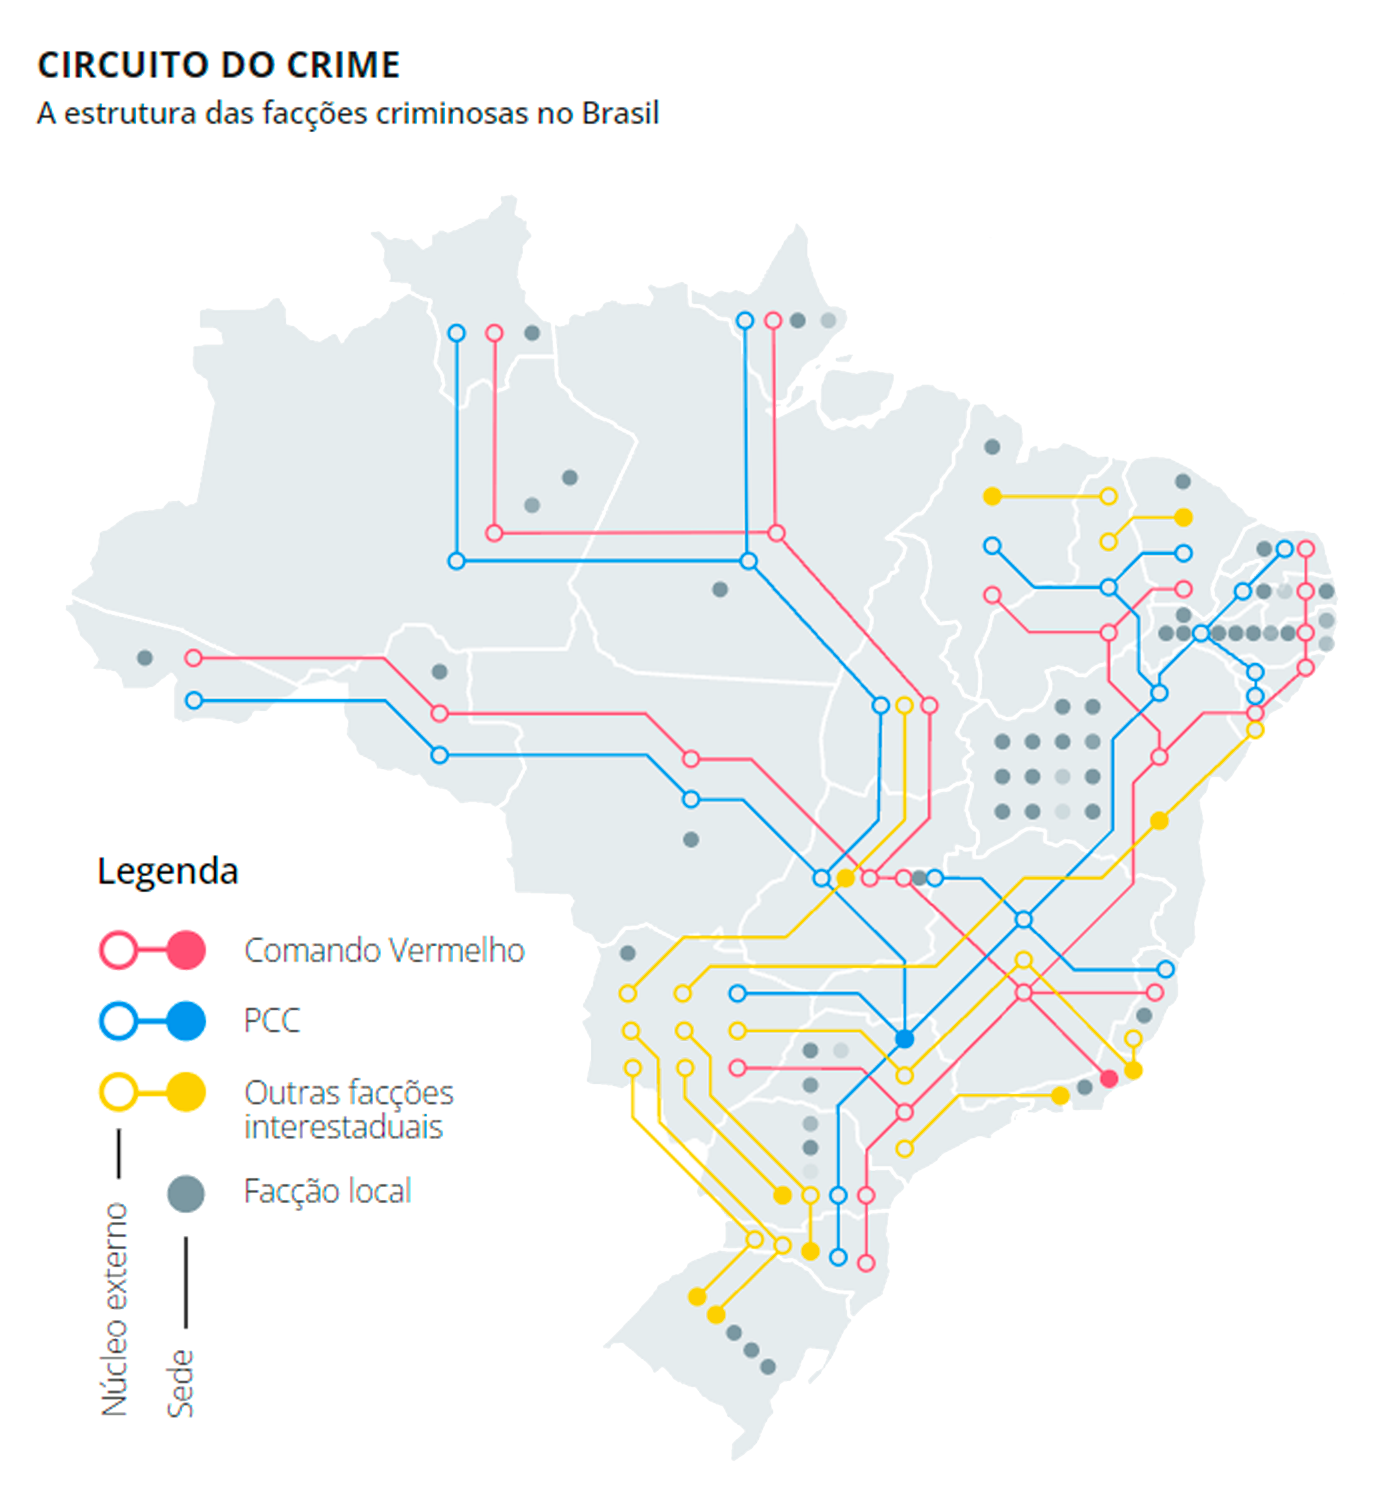 CIRCUITO DO CRIME
A estrutura das facções criminosas no Brasil
Legenda
Comando Vermelho
PCC
Outras facções
interestaduais
Facção local
Núcleo externo
Sede